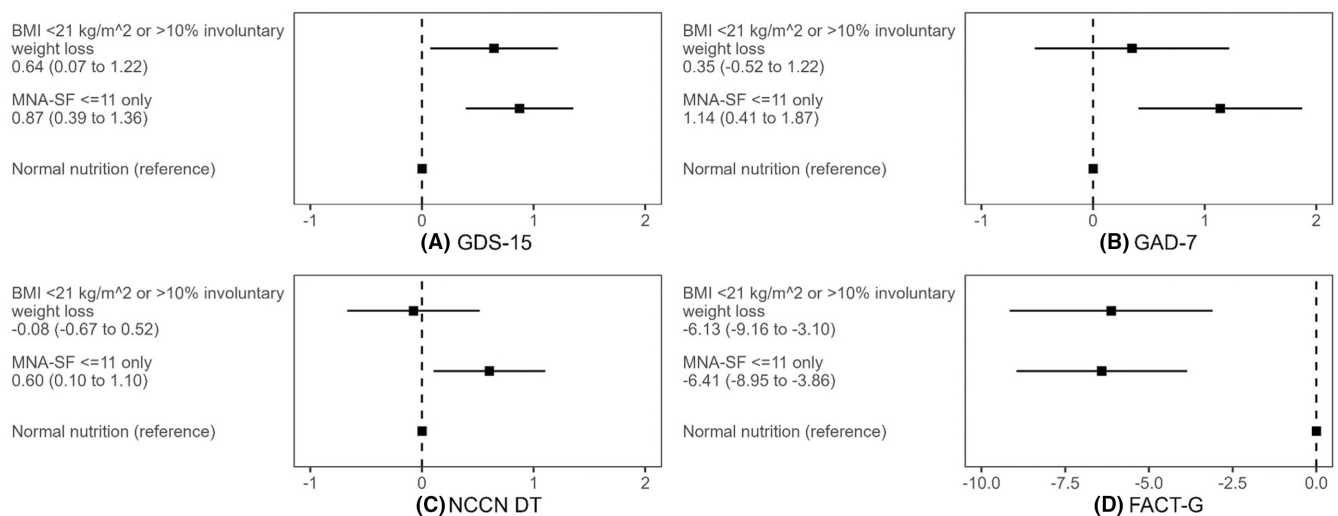 BMI <21 kg/m^2 or >10% involuntary
weight loss
0.64 (0.07 to 1.22)
MNA-SF <=11 only
0.87 (0.39 to 1.36)
Normal nutrition (reference)
-1 0 1 2
(A) GDS-15
BMI <21 kg/m^2 or >10% involuntary
weight loss
0.35 (-0.52 to 1.22)
MNA-SF <=11 only
1.14 (0.41 to 1.87)
Normal nutrition (reference)
-1 0 1 2
(B) GAD-7
BMI <21 kg/m^2 or >10% involuntary
weight loss
-0.08 (-0.67 to 0.52)
MNA-SF <=11 only
0.60 (0.10 to 1.10)
Normal nutrition (reference)
-1 0 1 2
(C) NCCN DT
BMI <21 kg/m^2 or >10% involuntary
weight loss
-6.13 (-9.16 to -3.10)
MNA-SF <=11 only
-6.41 (-8.95 to -3.86)
Normal nutrition (reference)
-10.0 -7.5 -5.0 -2.5 0.0
(D) FACT-G